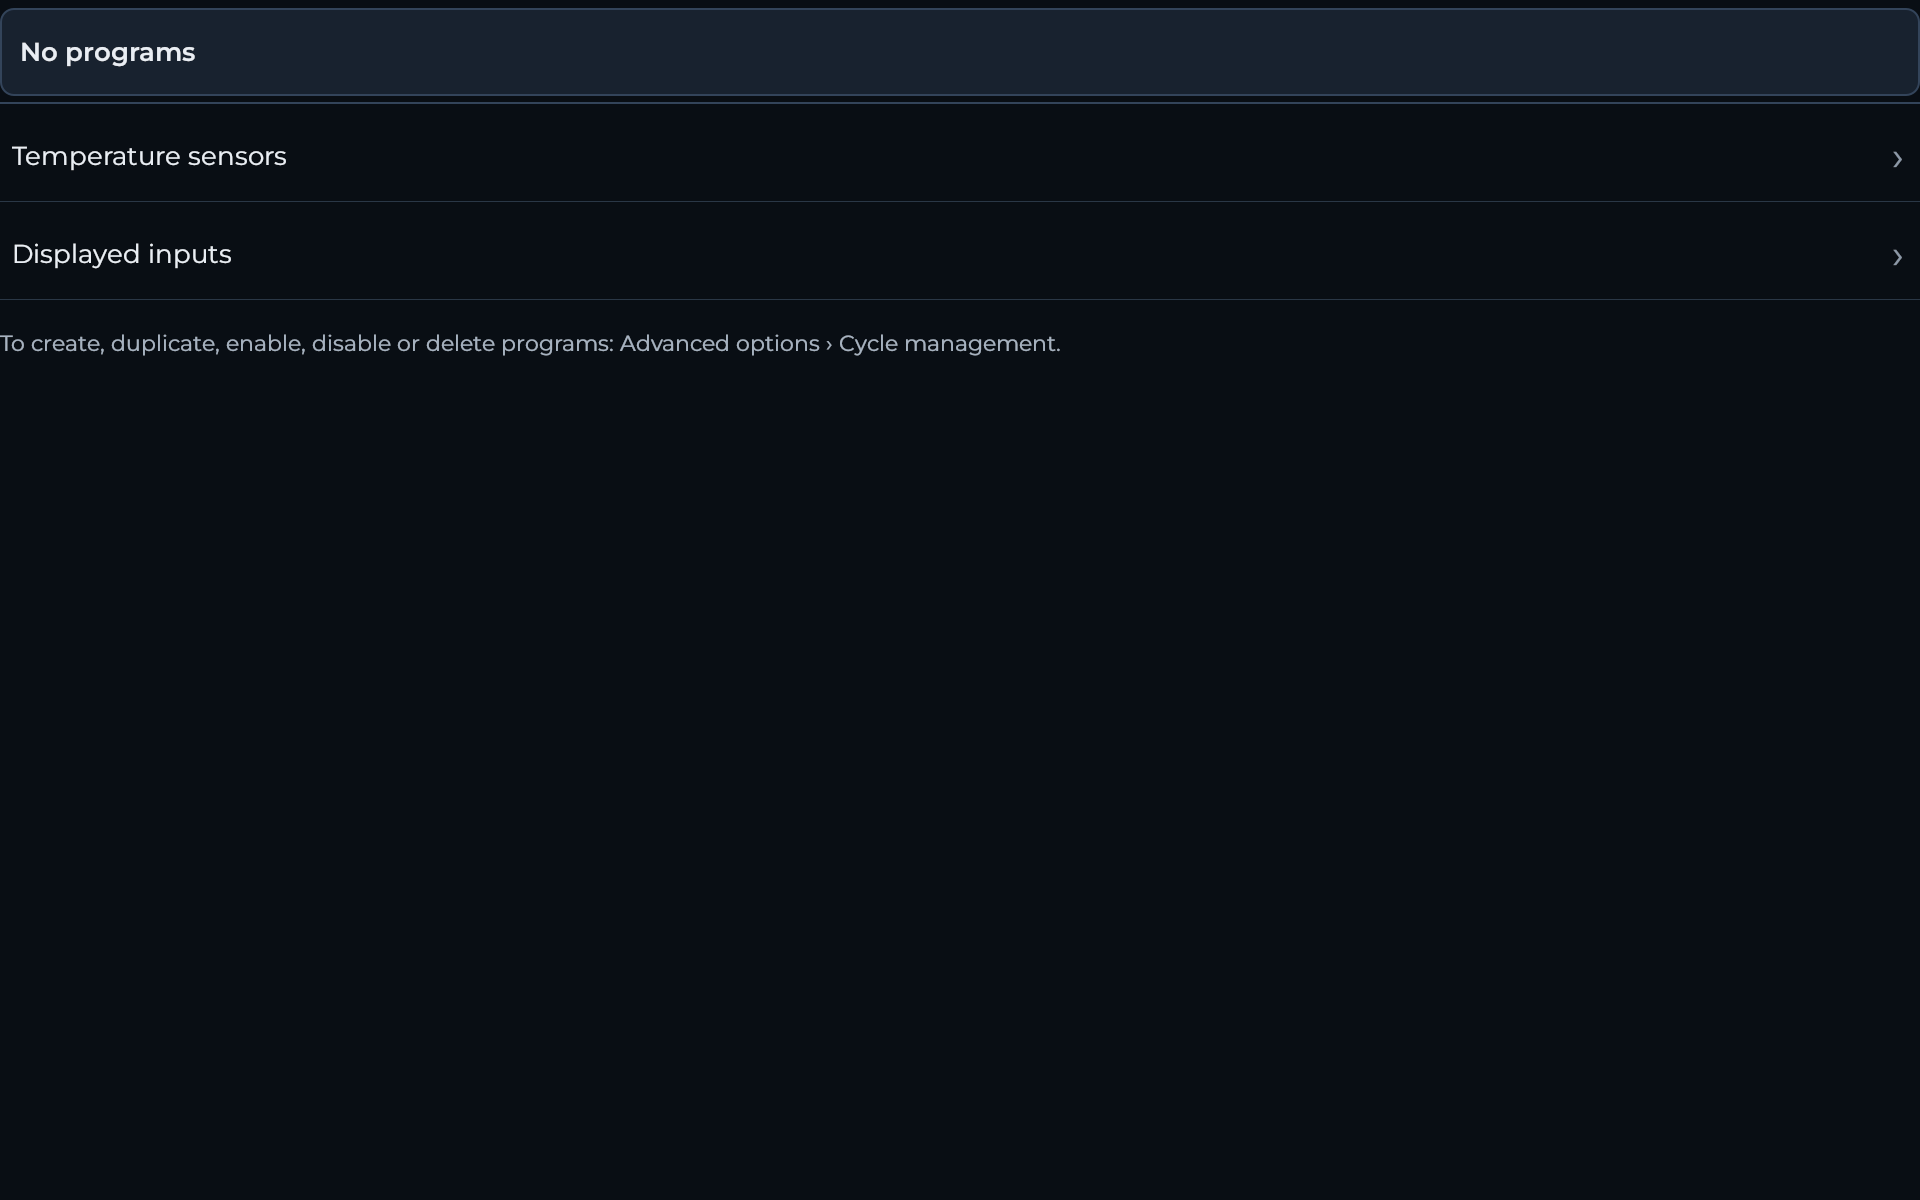 No programs
Temperature sensors ›
Displayed inputs ›
To create, duplicate, enable, disable or delete programs: Advanced options › Cycle management.